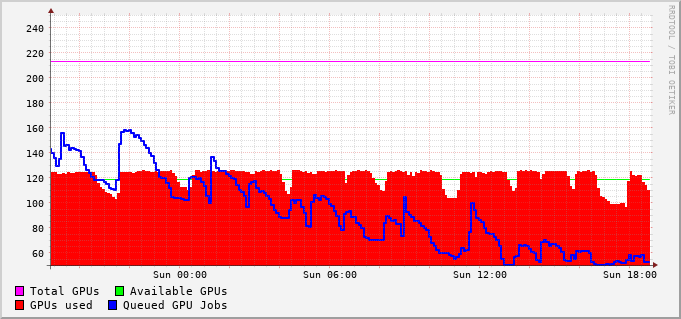 240
220
200
180
160
140
120
100
80
60
Sun 00:00 Sun 06:00 Sun 12:00 Sun 18:00
Total GPUs Available GPUs
GPUs used Queued GPU Jobs
RRDTOOL / TOBI OETIKER